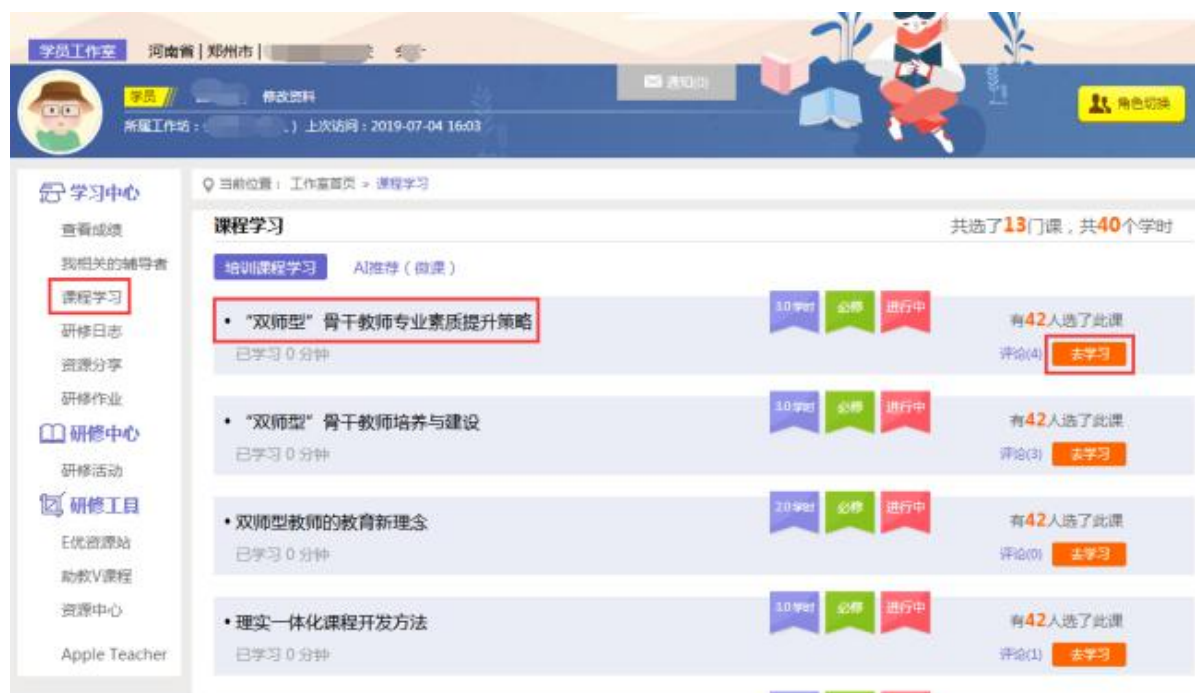 学员工作室 河南省 | 郑州市 |
通知(0)
学员 修改资料
角色切换
所属工作坊： ) 上次访问：2019-07-04 16:03
学习中心
查看成绩
我相关的辅导者
课程学习
研修日志
资源分享
研修作业
研修中心
研修活动
研修工具
E优资源站
助教V课程
资源中心
Apple Teacher
当前位置： 工作室首页 > 课程学习
课程学习 共选了13门课，共40个学时
培训课程学习 AI推荐（微课）
• “双师型”骨干教师专业素质提升策略
3.0学时 必修 进行中
有42人选了此课
已学习 0 分钟
评论(4) 去学习
• “双师型”骨干教师培养与建设
3.0学时 必修 进行中
有42人选了此课
已学习 0 分钟
评论(3) 去学习
• 双师型教师的教育新理念
2.0学时 必修 进行中
有42人选了此课
已学习 0 分钟
评论(0) 去学习
• 理实一体化课程开发方法
3.0学时 必修 进行中
有42人选了此课
已学习 0 分钟
评论(1) 去学习